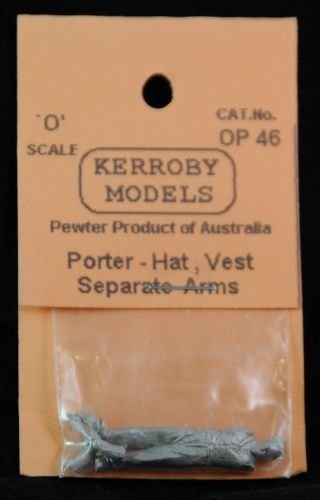 'O'
SCALE
CAT.No.
OP 46
KERROBY
MODELS
Pewter Product of Australia
Porter - Hat , Vest
Separate Arms